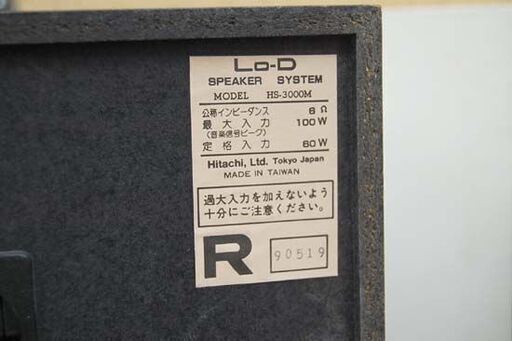 Lo-D
SPEAKER SYSTEM
MODEL HS-3000M
公称インピーダンス 6Ω
最大入力 100W
(音楽信号ピーク)
定格入力 60W
Hitachi, Ltd. Tokyo Japan
MADE IN TAIWAN
過大入力を加えないよう
十分にご注意ください。
R 90519